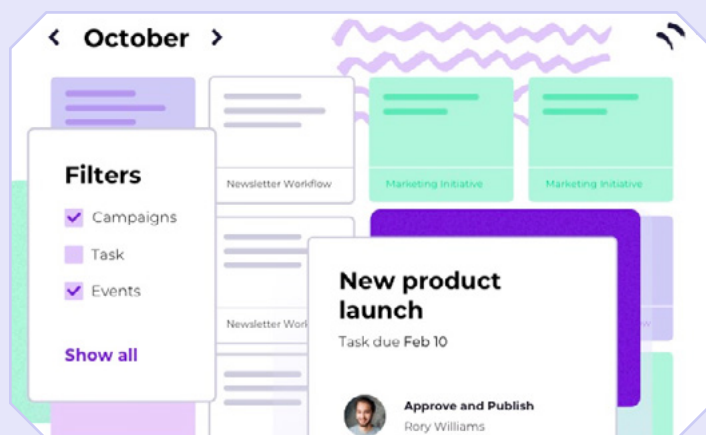 October
Filters
Campaigns
Task
Events
Show all
Newsletter Workflow
Marketing Initiative
Marketing Initiative
Newsletter
New product
launch
Task due Feb 10
Approve and Publish
Rory Williams